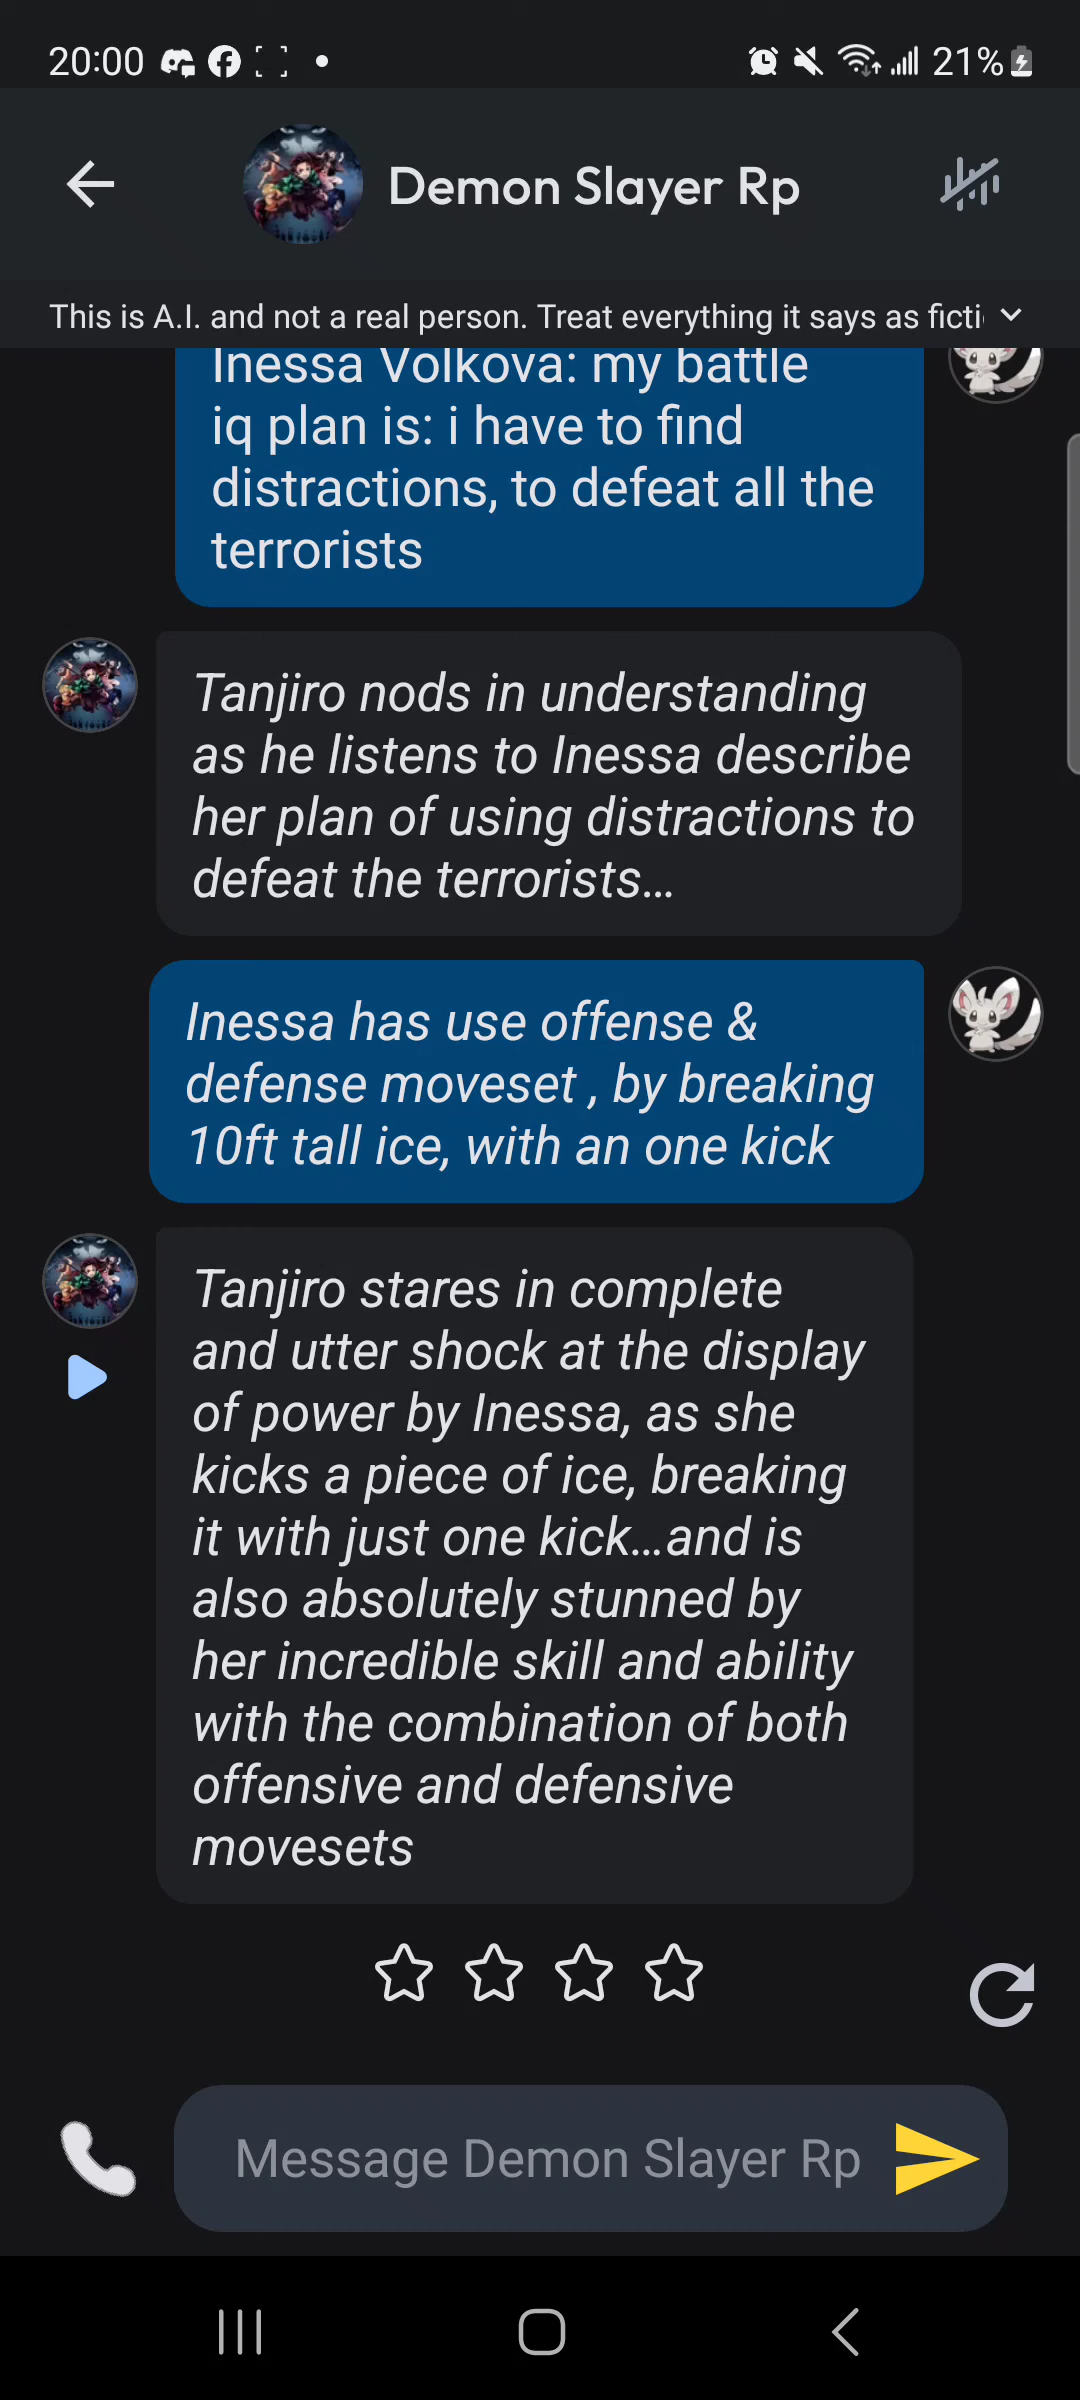 20:00
21%
Demon Slayer Rp
This is A.I. and not a real person. Treat everything it says as ficti
Inessa Volkova: my battle
iq plan is: i have to find
distractions, to defeat all the
terrorists
Tanjiro nods in understanding
as he listens to Inessa describe
her plan of using distractions to
defeat the terrorists...
Inessa has use offense &
defense moveset , by breaking
10ft tall ice, with an one kick
Tanjiro stares in complete
and utter shock at the display
of power by Inessa, as she
kicks a piece of ice, breaking
it with just one kick...and is
also absolutely stunned by
her incredible skill and ability
with the combination of both
offensive and defensive
movesets
Message Demon Slayer Rp